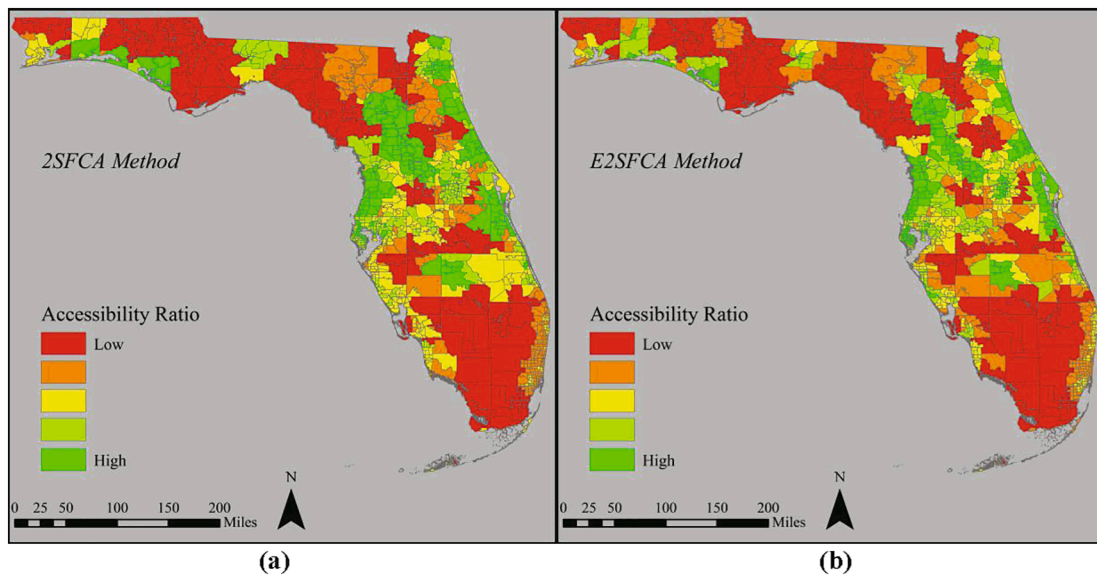 2SFCA Method
Accessibility Ratio
Low
High
N
0 25 50 100 150 200
Miles
(a)
E2SFCA Method
Accessibility Ratio
Low
High
N
0 25 50 100 150 200
Miles
(b)